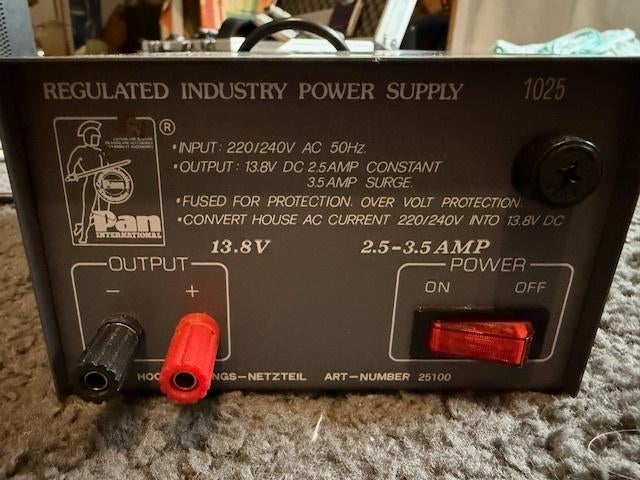 REGULATED INDUSTRY POWER SUPPLY 1025
®
•INPUT: 220/240V AC 50Hz.
•OUTPUT: 13.8V DC 2.5AMP CONSTANT
3.5AMP SURGE.
•FUSED FOR PROTECTION. OVER VOLT PROTECTION.
•CONVERT HOUSE AC CURRENT 220/240V INTO 13.8V DC
Pan
INTERNATIONAL
13.8V 2.5-3.5AMP
OUTPUT POWER
- + ON OFF
NGS-NETZTEIL ART-NUMBER 25100